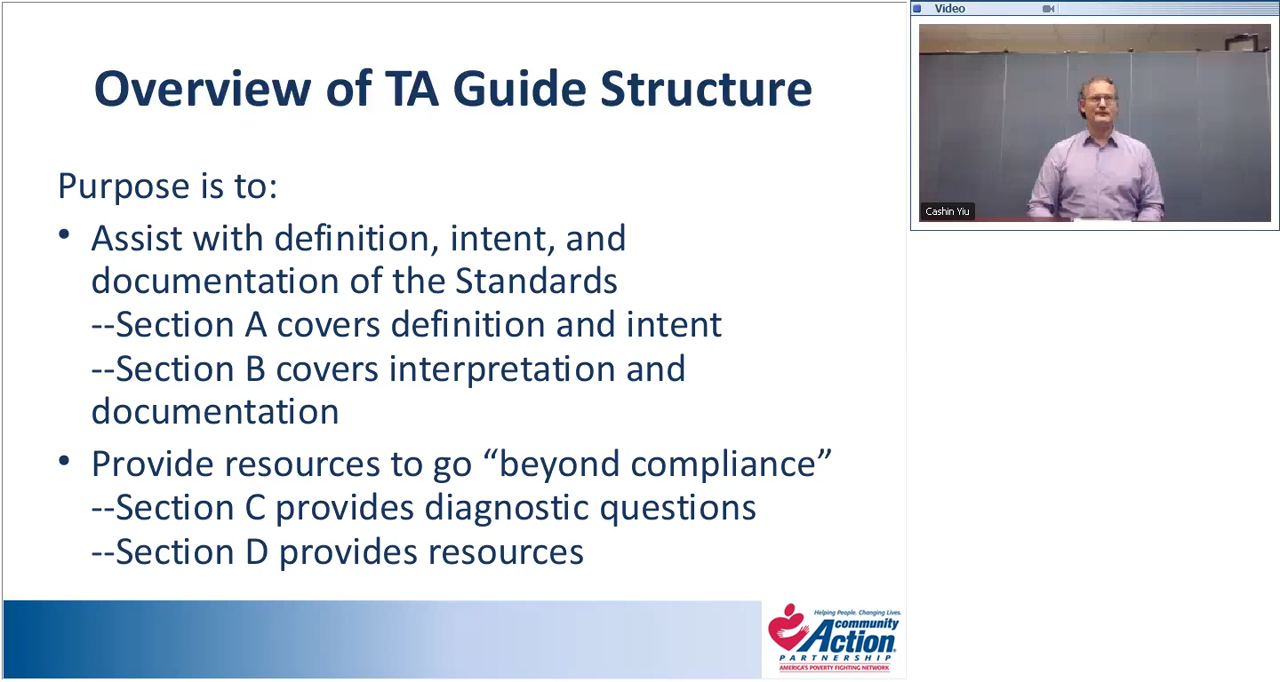 Overview of TA Guide Structure
Purpose is to:
• Assist with definition, intent, and
documentation of the Standards
--Section A covers definition and intent
--Section B covers interpretation and
documentation
• Provide resources to go “beyond compliance”
--Section C provides diagnostic questions
--Section D provides resources
Helping People. Changing Lives.
community
Action
PARTNERSHIP
AMERICA'S POVERTY FIGHTING NETWORK
Video
Cashin Yiu